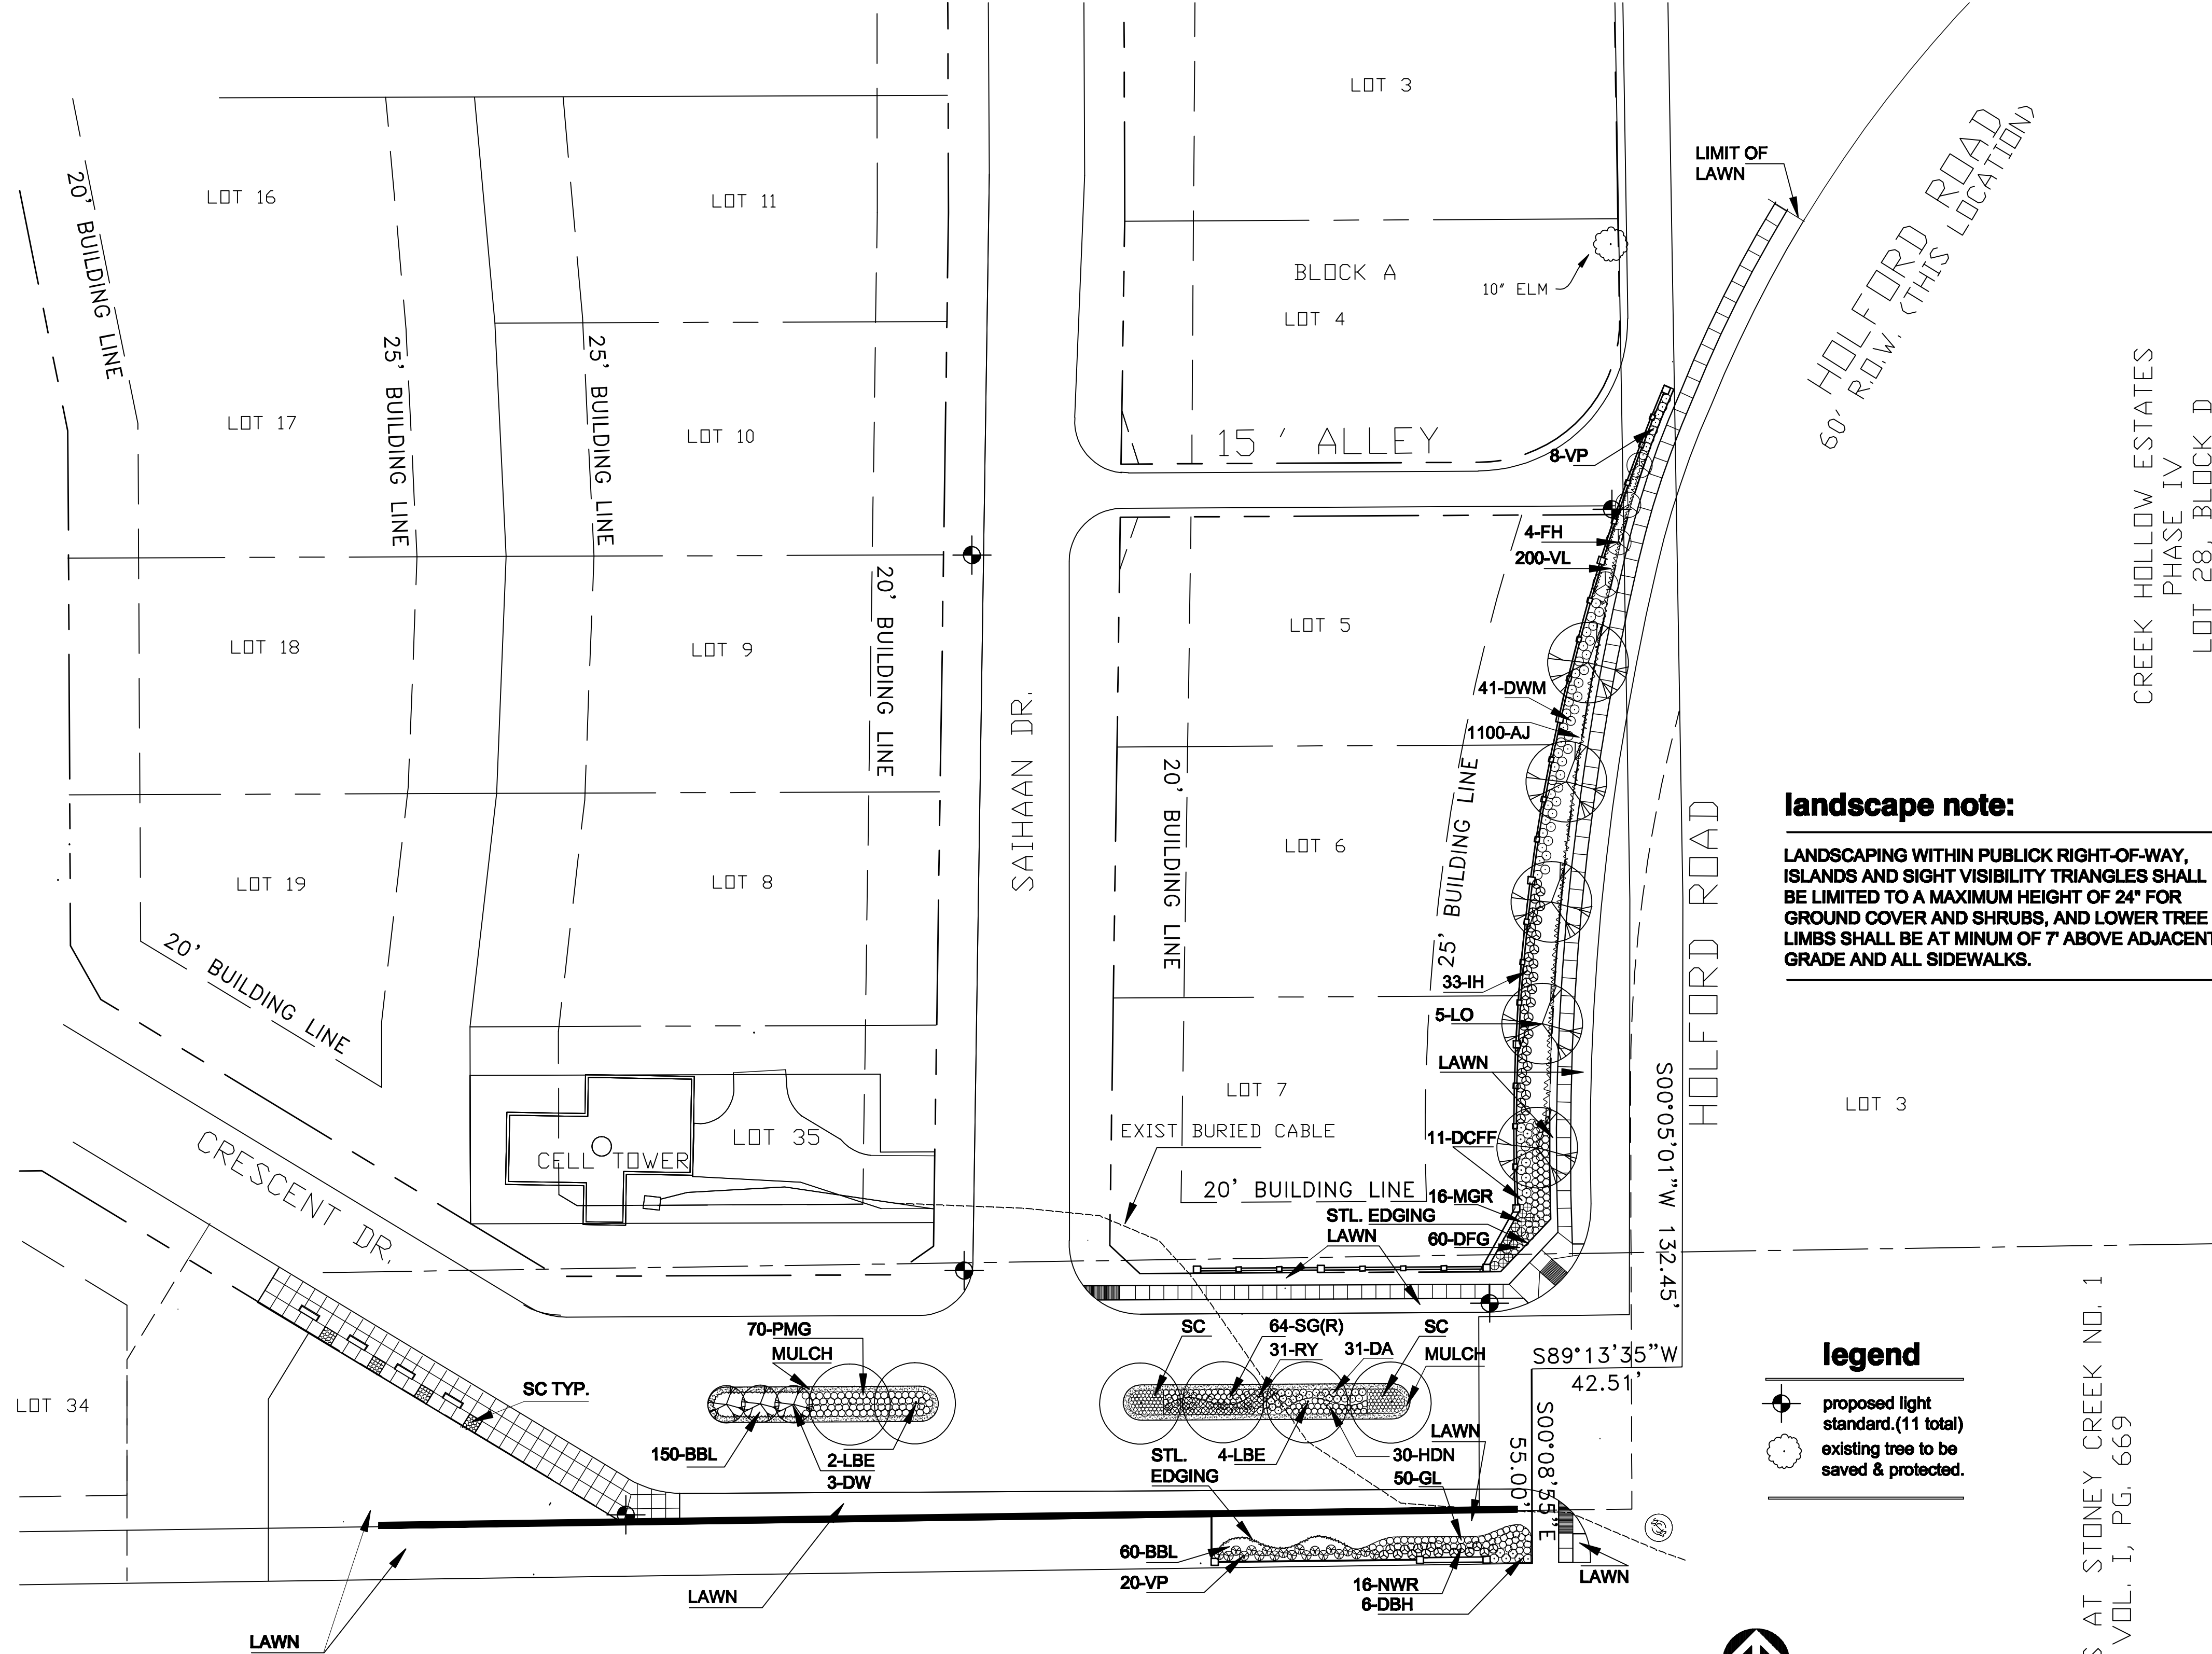 LOT 3
LIMIT OF
LAWN
HOLFORD ROAD
60' R.O.W. (THIS LOCATION)
20' BUILDING LINE
LOT 16
LOT 11
BLOCK A
10" ELM
LOT 4
25' BUILDING LINE
25' BUILDING LINE
CREEK HOLLOW ESTATES
PHASE IV
LOT 28, BLOCK D
LOT 17
LOT 10
15 ' ALLEY
8-VP
4-FH
200-VL
20' BUILDING LINE
LOT 18
LOT 9
LOT 5
SAIHAAN DR.
41-DWM
1100-AJ
20' BUILDING LINE
25' BUILDING LINE
HOLFORD ROAD
landscape note:
LANDSCAPING WITHIN PUBLICK RIGHT-OF-WAY,
ISLANDS AND SIGHT VISIBILITY TRIANGLES SHALL
BE LIMITED TO A MAXIMUM HEIGHT OF 24" FOR
GROUND COVER AND SHRUBS, AND LOWER TREE
LIMBS SHALL BE AT MINUM OF 7' ABOVE ADJACENT
GRADE AND ALL SIDEWALKS.
LOT 19
LOT 8
LOT 6
20' BUILDING LINE
33-IH
5-LO
LAWN
LOT 7
S00°05'01"W 132.45'
LOT 3
LOT 35
CELL TOWER
EXIST BURIED CABLE
11-DCFF
CRESCENT DR.
20' BUILDING LINE
16-MGR
STL. EDGING
LAWN
60-DFG
70-PMG
MULCH
SC
64-SG(R)
31-RY
31-DA
SC
MULCH
S89°13'35"W
42.51'
legend
proposed light
standard.(11 total)
existing tree to be
saved & protected.
S AT STONEY CREEK NO. 1
VOL. I, PG. 669
LOT 34
SC TYP.
150-BBL
2-LBE
3-DW
STL.
EDGING
4-LBE
30-HDN
50-GL
LAWN
S00°08'55"E
55.00'
60-BBL
20-VP
16-NWR
6-DBH
LAWN
LAWN
LAWN